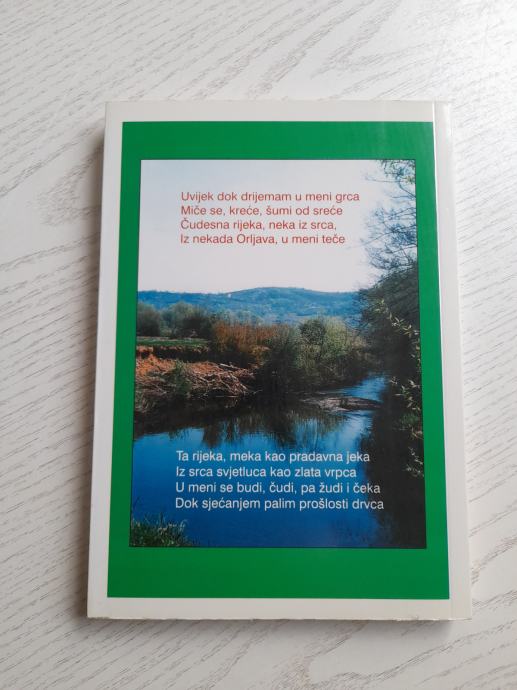 Uvijek dok drijemam u meni grca
Miče se, kreće, šumi od sreće
Čudesna rijeka, neka iz srca,
Iz nekada Orljava, u meni teče
Ta rijeka, meka kao pradavna jeka
Iz srca svjetluca kao zlata vrpca
U meni se budi, čudi, pa žudi i čeka
Dok sjećanjem palim prošlosti drvca